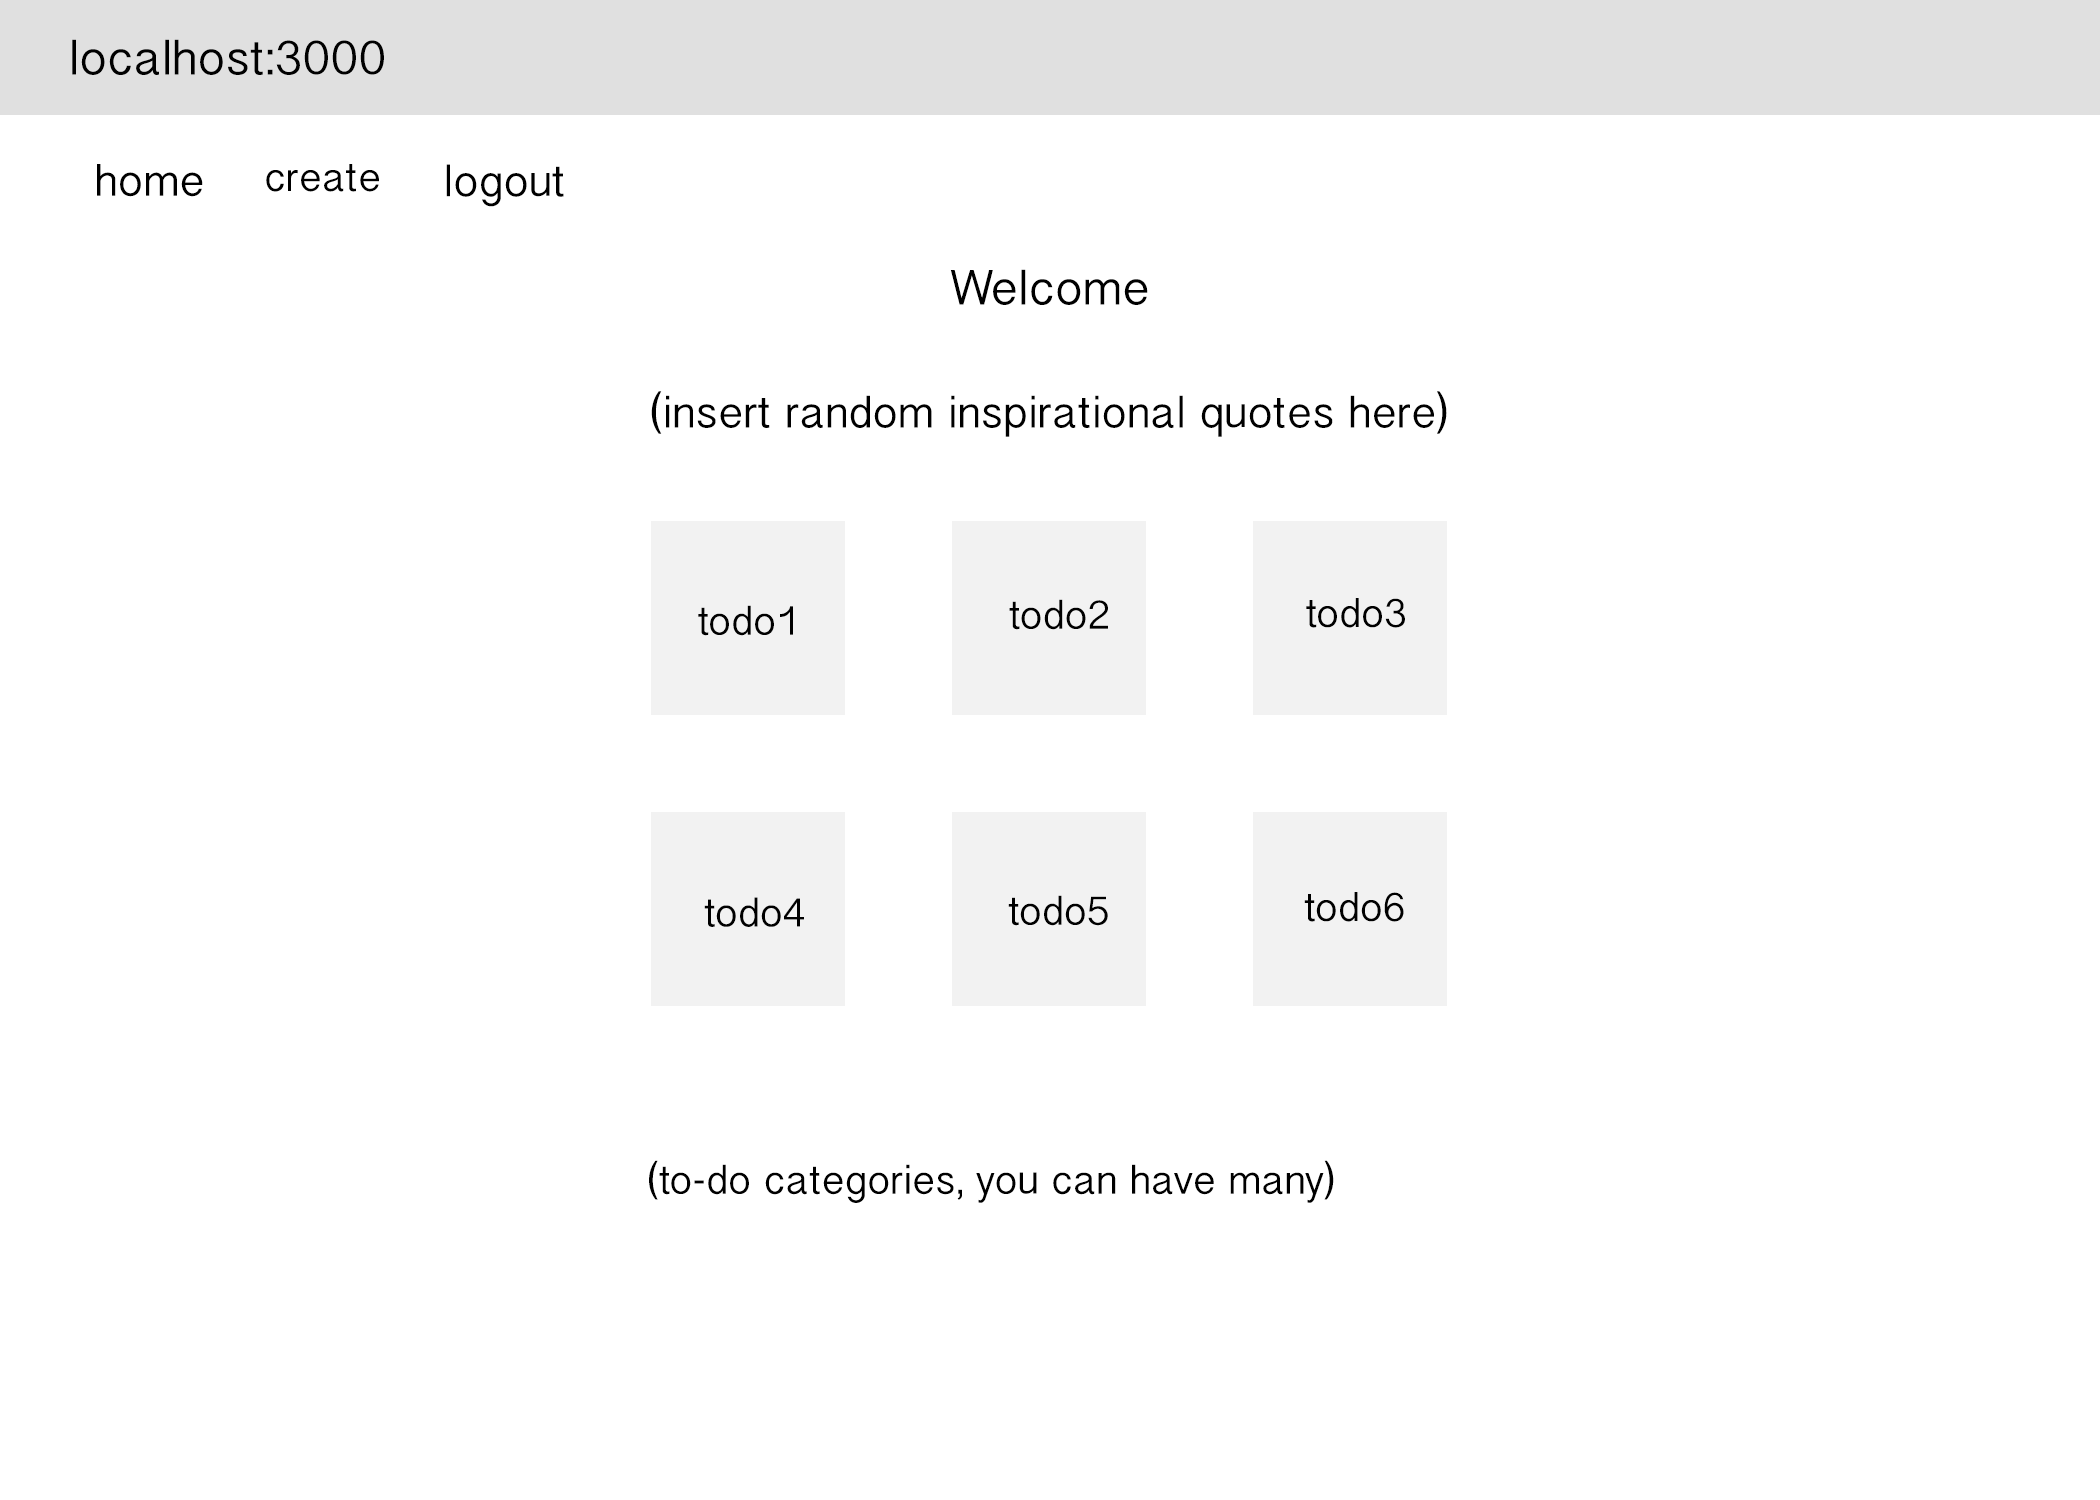 localhost:3000
home create logout
Welcome
(insert random inspirational quotes here)
todo1 todo2 todo3
todo4 todo5 todo6
(to-do categories, you can have many)